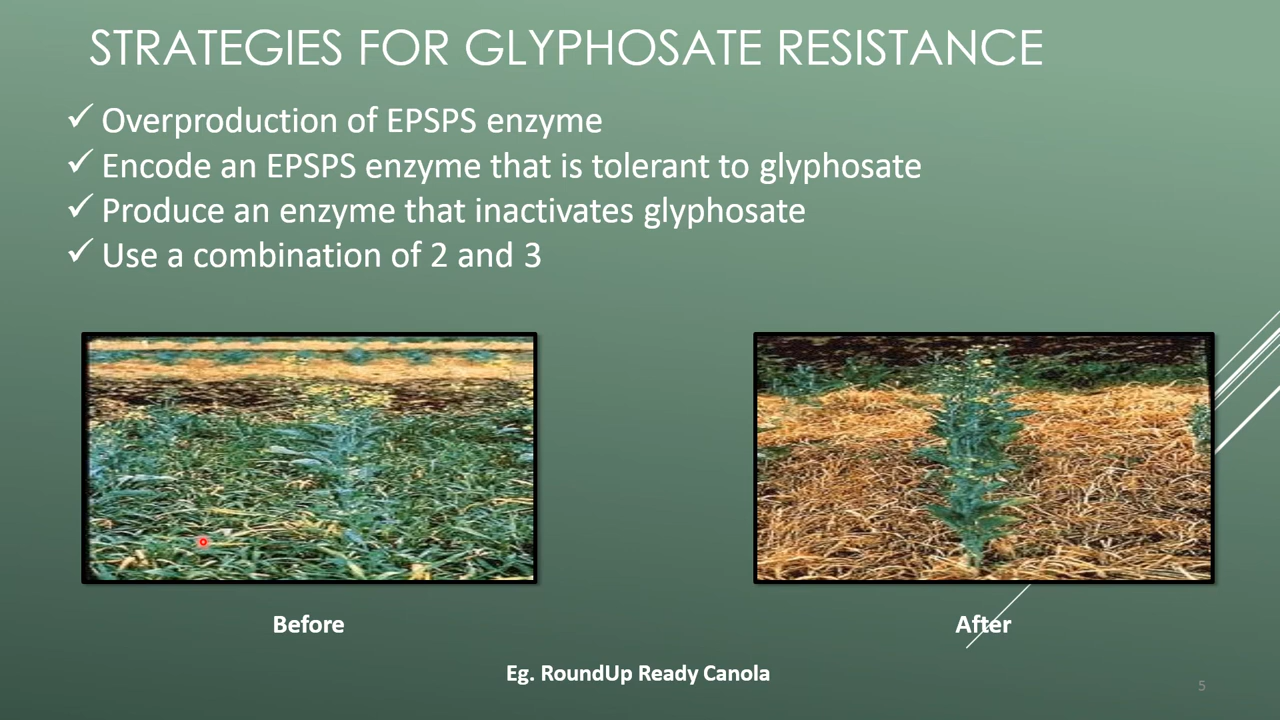 STRATEGIES FOR GLYPHOSATE RESISTANCE
✓ Overproduction of EPSPS enzyme
✓ Encode an EPSPS enzyme that is tolerant to glyphosate
✓ Produce an enzyme that inactivates glyphosate
✓ Use a combination of 2 and 3
Before
After
Eg. RoundUp Ready Canola
5